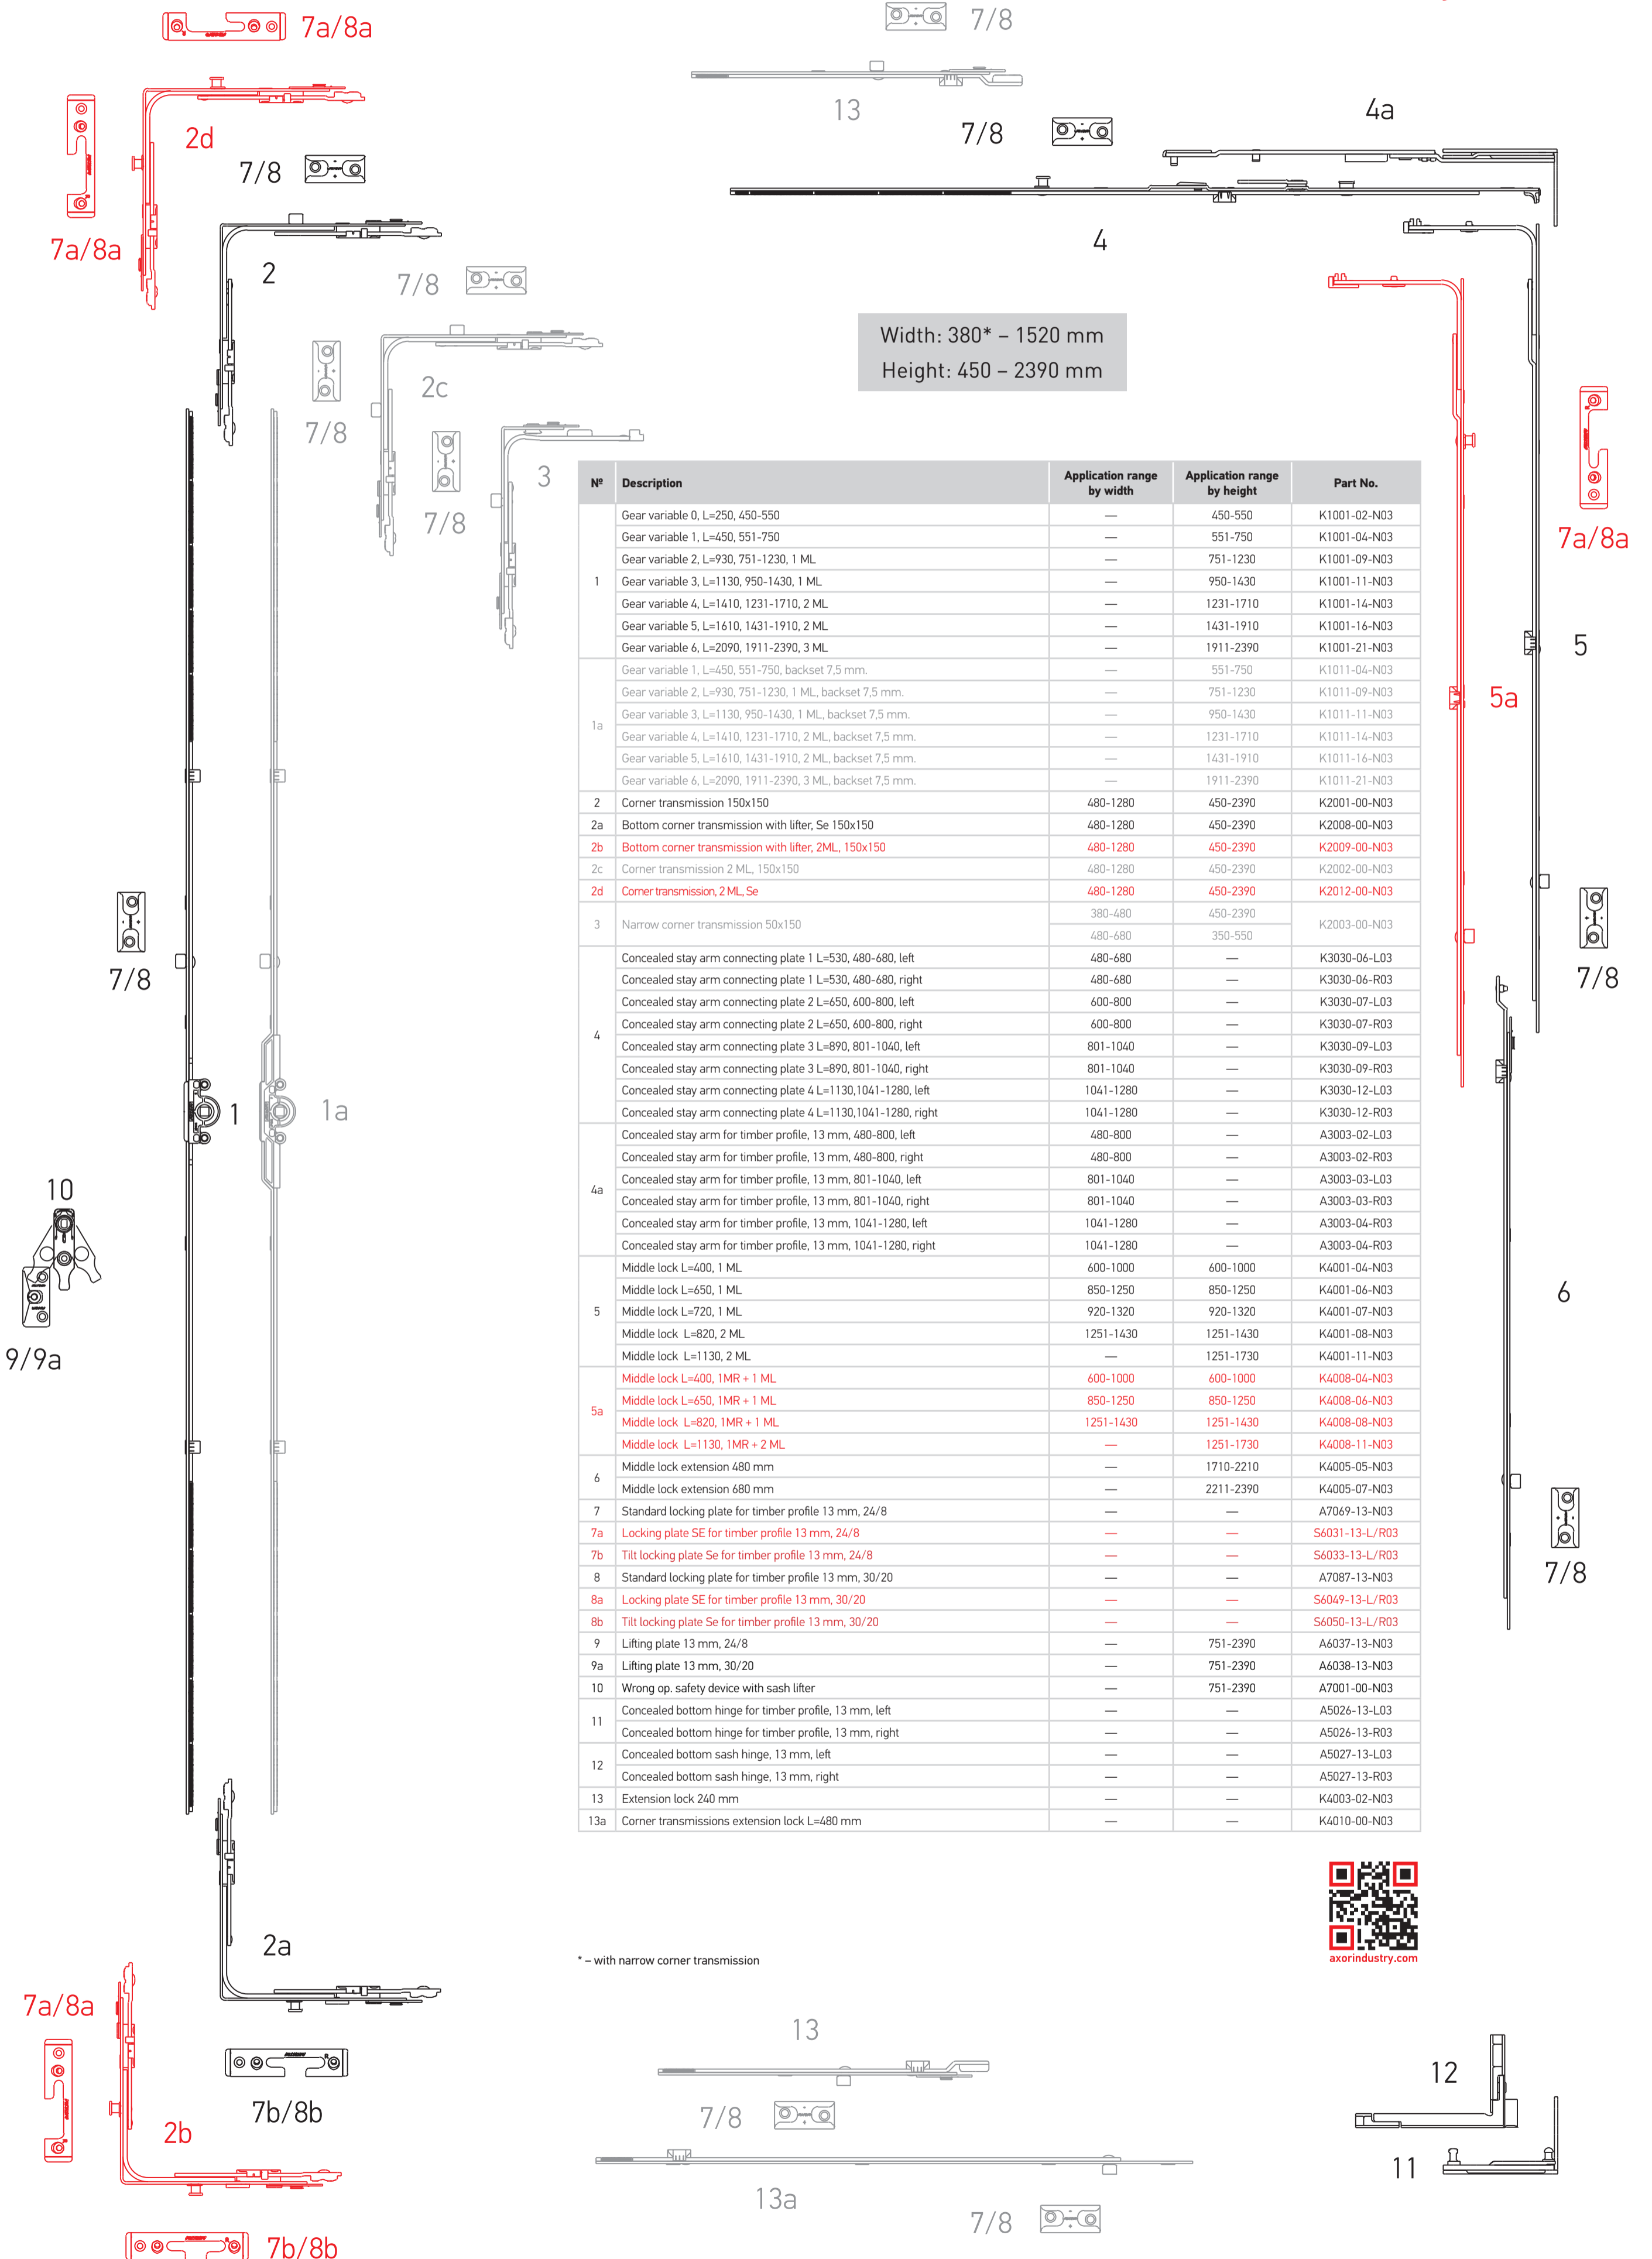 7a/8a
7/8
13
4a
7/8
2d
7/8
7a/8a
4
2
7/8
Width: 380* – 1520 mm
Height: 450 – 2390 mm
2c
7/8
3
7/8
7a/8a
5
5a
7/8
7/8
1
1a
10
9/9a
6
7/8
Nº Description Application range by width Application range by height Part No.
1
Gear variable 0, L=250, 450-550 — 450-550 K1001-02-N03
Gear variable 1, L=450, 551-750 — 551-750 K1001-04-N03
Gear variable 2, L=930, 751-1230, 1 ML — 751-1230 K1001-09-N03
Gear variable 3, L=1130, 950-1430, 1 ML — 950-1430 K1001-11-N03
Gear variable 4, L=1410, 1231-1710, 2 ML — 1231-1710 K1001-14-N03
Gear variable 5, L=1610, 1431-1910, 2 ML — 1431-1910 K1001-16-N03
Gear variable 6, L=2090, 1911-2390, 3 ML — 1911-2390 K1001-21-N03
1a
Gear variable 1, L=450, 551-750, backset 7,5 mm. — 551-750 K1011-04-N03
Gear variable 2, L=930, 751-1230, 1 ML, backset 7,5 mm. — 751-1230 K1011-09-N03
Gear variable 3, L=1130, 950-1430, 1 ML, backset 7,5 mm. — 950-1430 K1011-11-N03
Gear variable 4, L=1410, 1231-1710, 2 ML, backset 7,5 mm. — 1231-1710 K1011-14-N03
Gear variable 5, L=1610, 1431-1910, 2 ML, backset 7,5 mm. — 1431-1910 K1011-16-N03
Gear variable 6, L=2090, 1911-2390, 3 ML, backset 7,5 mm. — 1911-2390 K1011-21-N03
2 Corner transmission 150x150 480-1280 450-2390 K2001-00-N03
2a Bottom corner transmission with lifter, Se 150x150 480-1280 450-2390 K2008-00-N03
2b Bottom corner transmission with lifter, 2ML, 150x150 480-1280 450-2390 K2009-00-N03
2c Corner transmission 2 ML, 150x150 480-1280 450-2390 K2002-00-N03
2d Corner transmission, 2 ML, Se 480-1280 450-2390 K2012-00-N03
3 Narrow corner transmission 50x150 380-480 450-2390 K2003-00-N03
480-680 350-550
4
Concealed stay arm connecting plate 1 L=530, 480-680, left 480-680 — K3030-06-L03
Concealed stay arm connecting plate 1 L=530, 480-680, right 480-680 — K3030-06-R03
Concealed stay arm connecting plate 2 L=650, 600-800, left 600-800 — K3030-07-L03
Concealed stay arm connecting plate 2 L=650, 600-800, right 600-800 — K3030-07-R03
Concealed stay arm connecting plate 3 L=890, 801-1040, left 801-1040 — K3030-09-L03
Concealed stay arm connecting plate 3 L=890, 801-1040, right 801-1040 — K3030-09-R03
Concealed stay arm connecting plate 4 L=1130,1041-1280, left 1041-1280 — K3030-12-L03
Concealed stay arm connecting plate 4 L=1130,1041-1280, right 1041-1280 — K3030-12-R03
4a
Concealed stay arm for timber profile, 13 mm, 480-800, left 480-800 — A3003-02-L03
Concealed stay arm for timber profile, 13 mm, 480-800, right 480-800 — A3003-02-R03
Concealed stay arm for timber profile, 13 mm, 801-1040, left 801-1040 — A3003-03-L03
Concealed stay arm for timber profile, 13 mm, 801-1040, right 801-1040 — A3003-03-R03
Concealed stay arm for timber profile, 13 mm, 1041-1280, left 1041-1280 — A3003-04-R03
Concealed stay arm for timber profile, 13 mm, 1041-1280, right 1041-1280 — A3003-04-R03
5
Middle lock L=400, 1 ML 600-1000 600-1000 K4001-04-N03
Middle lock L=650, 1 ML 850-1250 850-1250 K4001-06-N03
Middle lock L=720, 1 ML 920-1320 920-1320 K4001-07-N03
Middle lock L=820, 2 ML 1251-1430 1251-1430 K4001-08-N03
Middle lock L=1130, 2 ML — 1251-1730 K4001-11-N03
5a
Middle lock L=400, 1MR + 1 ML 600-1000 600-1000 K4008-04-N03
Middle lock L=650, 1MR + 1 ML 850-1250 850-1250 K4008-06-N03
Middle lock L=820, 1MR + 1 ML 1251-1430 1251-1430 K4008-08-N03
Middle lock L=1130, 1MR + 2 ML — 1251-1730 K4008-11-N03
6
Middle lock extension 480 mm — 1710-2210 K4005-05-N03
Middle lock extension 680 mm — 2211-2390 K4005-07-N03
7 Standard locking plate for timber profile 13 mm, 24/8 — — A7069-13-N03
7a Locking plate SE for timber profile 13 mm, 24/8 — — S6031-13-L/R03
7b Tilt locking plate Se for timber profile 13 mm, 24/8 — — S6033-13-L/R03
8 Standard locking plate for timber profile 13 mm, 30/20 — — A7087-13-N03
8a Locking plate SE for timber profile 13 mm, 30/20 — — S6049-13-L/R03
8b Tilt locking plate Se for timber profile 13 mm, 30/20 — — S6050-13-L/R03
9 Lifting plate 13 mm, 24/8 — 751-2390 A6037-13-N03
9a Lifting plate 13 mm, 30/20 — 751-2390 A6038-13-N03
10 Wrong op. safety device with sash lifter — 751-2390 A7001-00-N03
11
Concealed bottom hinge for timber profile, 13 mm, left — — A5026-13-L03
Concealed bottom hinge for timber profile, 13 mm, right — — A5026-13-R03
12
Concealed bottom sash hinge, 13 mm, left — — A5027-13-L03
Concealed bottom sash hinge, 13 mm, right — — A5027-13-R03
13 Extension lock 240 mm — — K4003-02-N03
13a Corner transmissions extension lock L=480 mm — — K4010-00-N03
* – with narrow corner transmission
axorindustry.com
2a
7a/8a
7b/8b
2b
7b/8b
13
7/8
13a
7/8
12
11